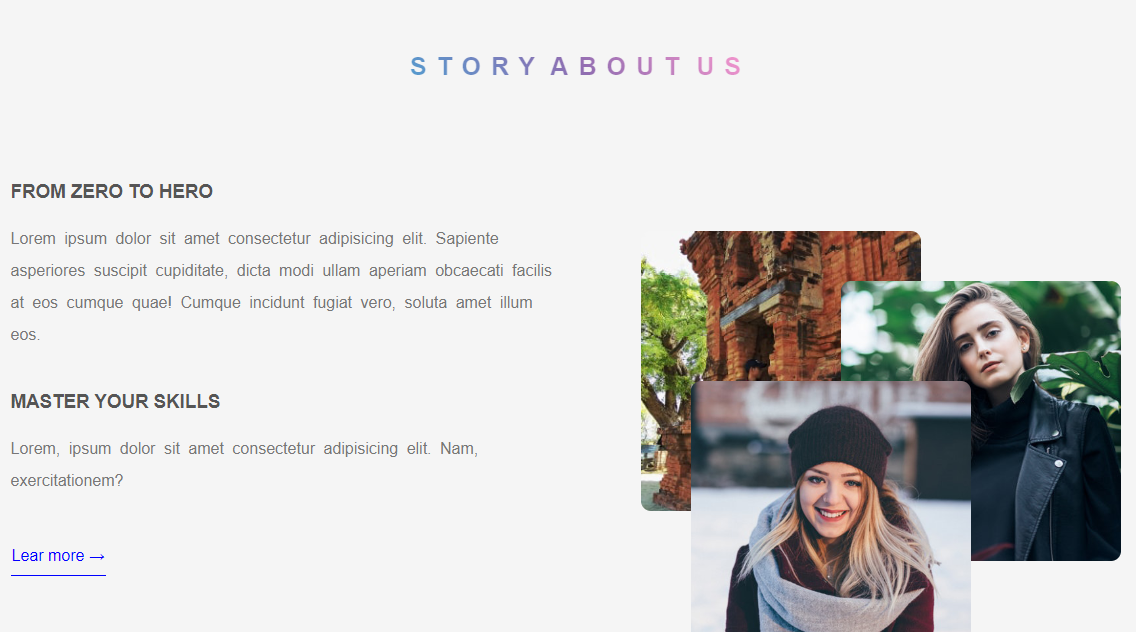 STORY ABOUT US
FROM ZERO TO HERO
Lorem ipsum dolor sit amet consectetur adipisicing elit. Sapiente
asperiores suscipit cupiditate, dicta modi ullam aperiam obcaecati facilis
at eos cumque quae! Cumque incidunt fugiat vero, soluta amet illum
eos.
MASTER YOUR SKILLS
Lorem, ipsum dolor sit amet consectetur adipisicing elit. Nam,
exercitationem?
Lear more →